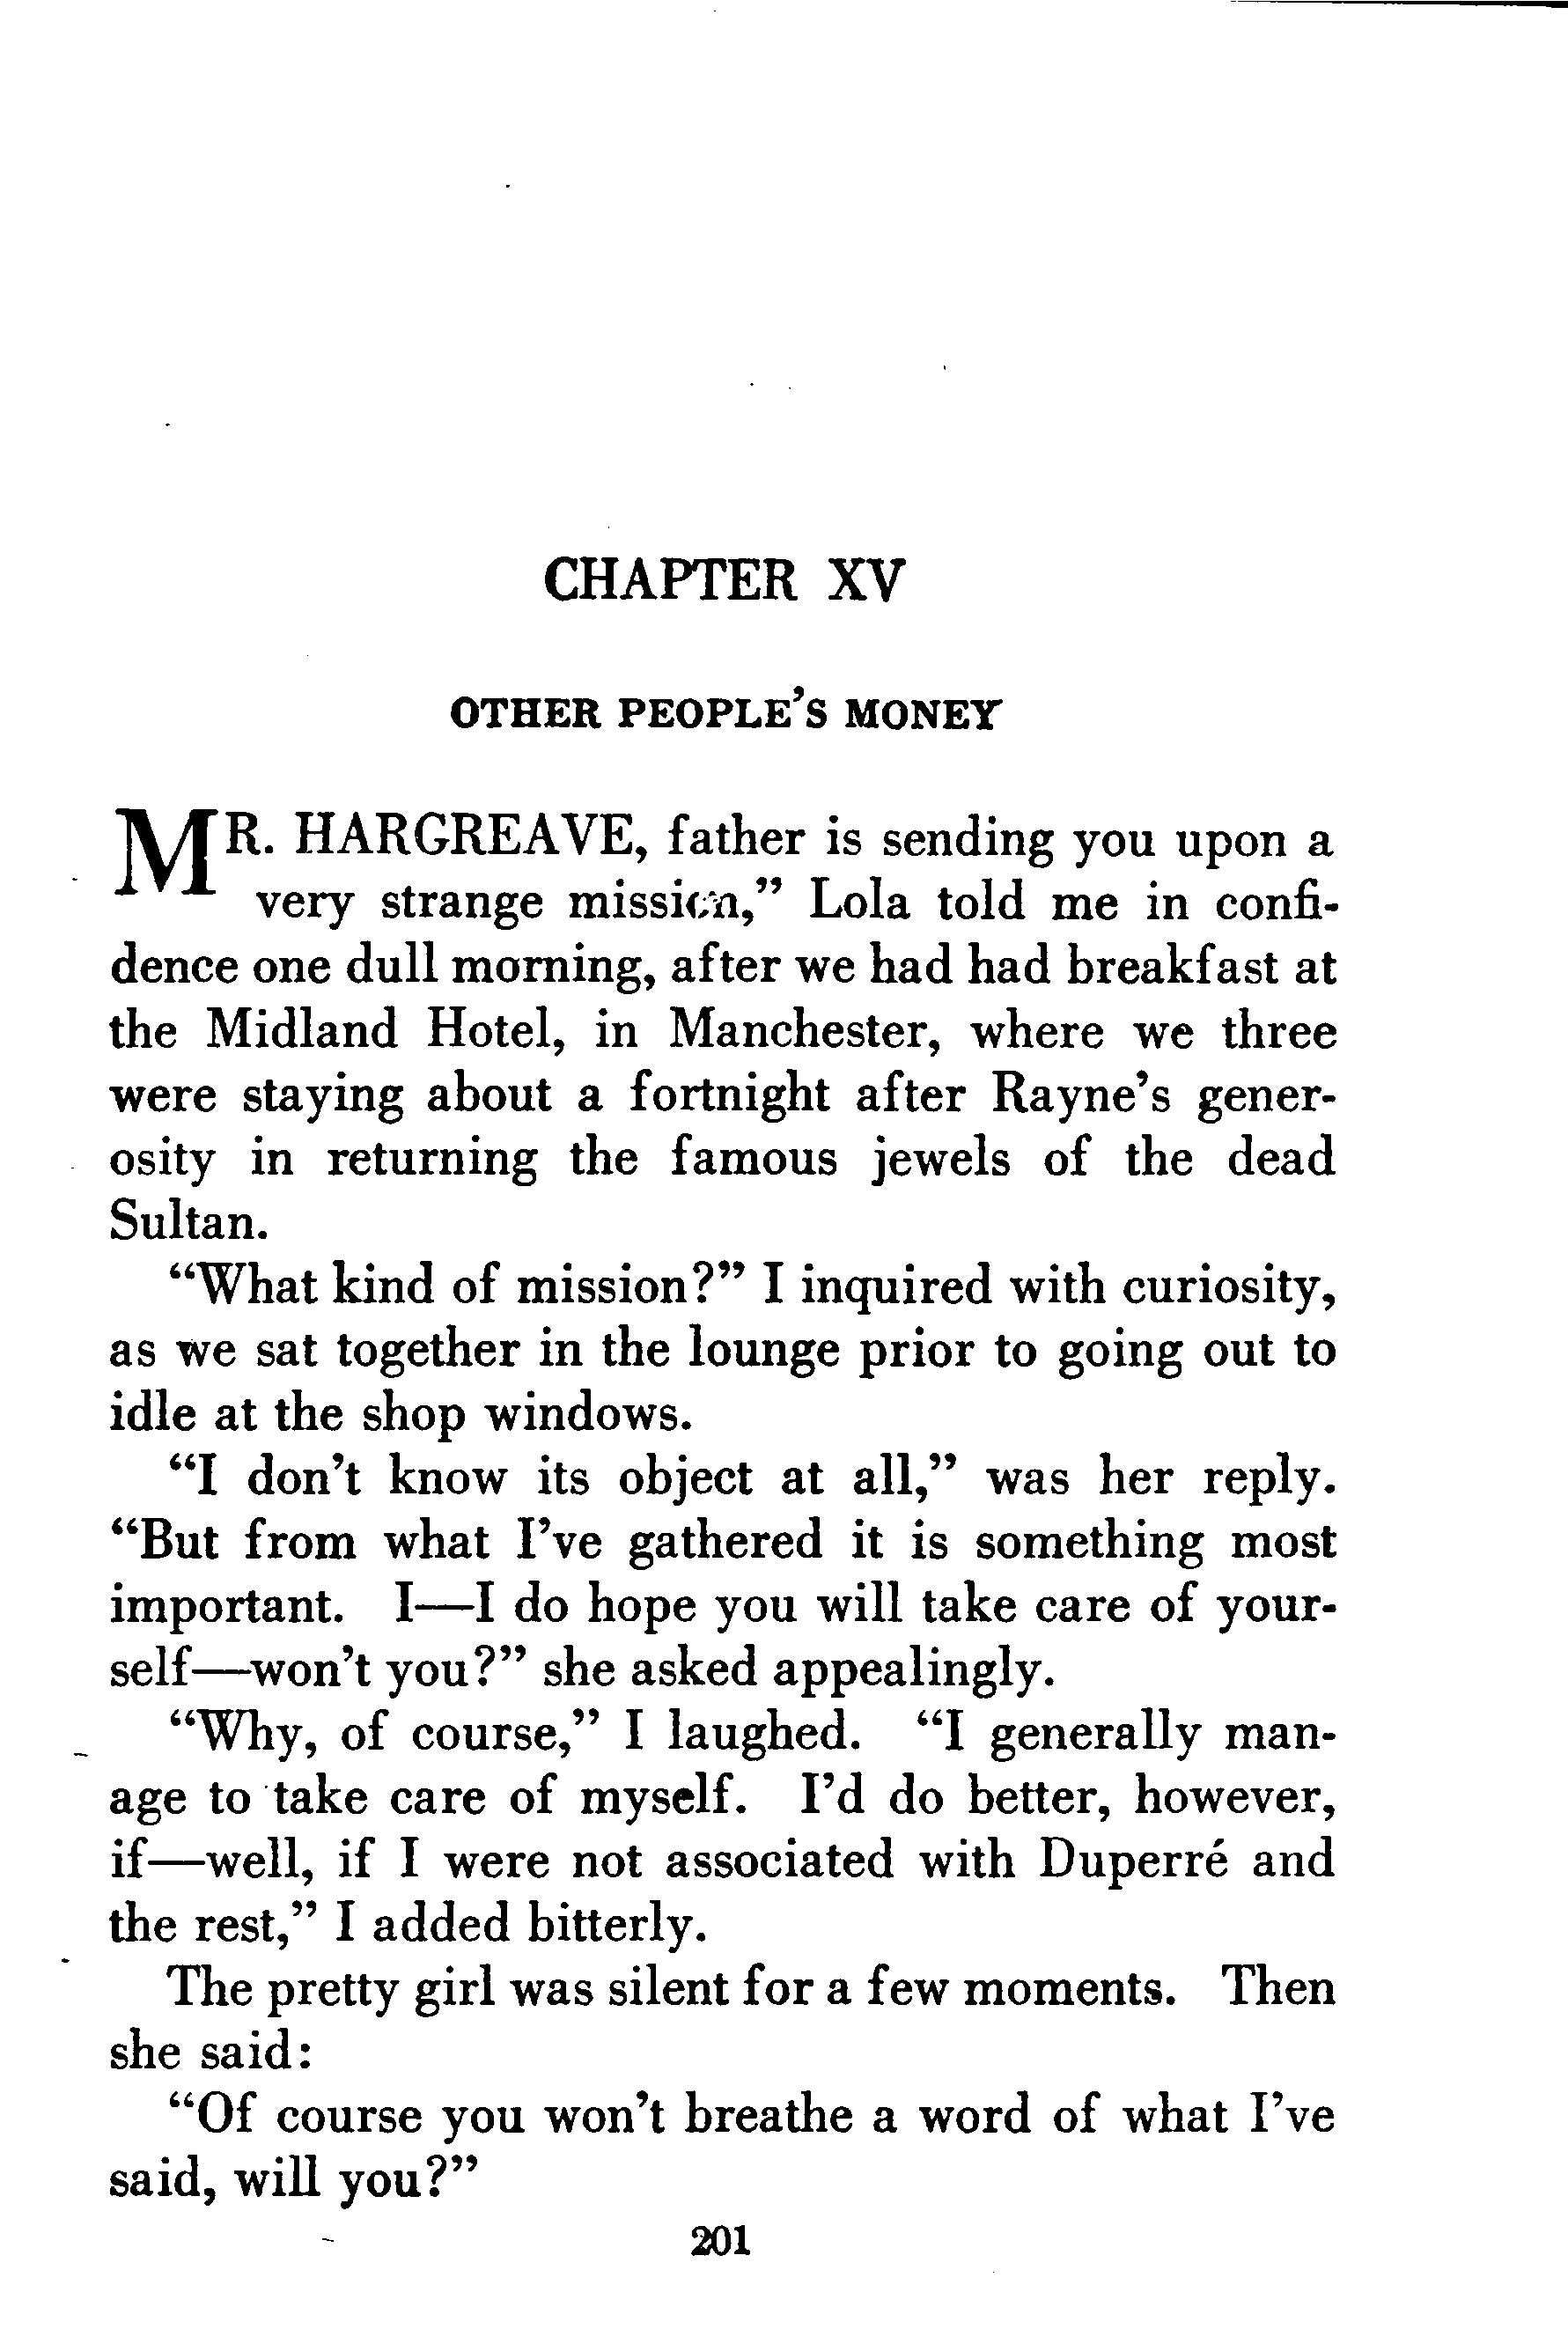 CHAPTER XV
OTHER PEOPLE'S MONEY
MR. HARGREAVE, father is sending you upon a
very strange mission,” Lola told me in confi-
dence one dull morning, after we had had breakfast at
the Midland Hotel, in Manchester, where we three
were staying about a fortnight after Rayne’s gener-
osity in returning the famous jewels of the dead
Sultan.
“What kind of mission?” I inquired with curiosity,
as we sat together in the lounge prior to going out to
idle at the shop windows.
“I don’t know its object at all,” was her reply.
“But from what I’ve gathered it is something most
important. I—I do hope you will take care of your-
self—won’t you?” she asked appealingly.
“Why, of course,” I laughed. “I generally man-
age to take care of myself. I’d do better, however,
if—well, if I were not associated with Duperré and
the rest,” I added bitterly.
The pretty girl was silent for a few moments. Then
she said:
“Of course you won’t breathe a word of what I’ve
said, will you?”
201